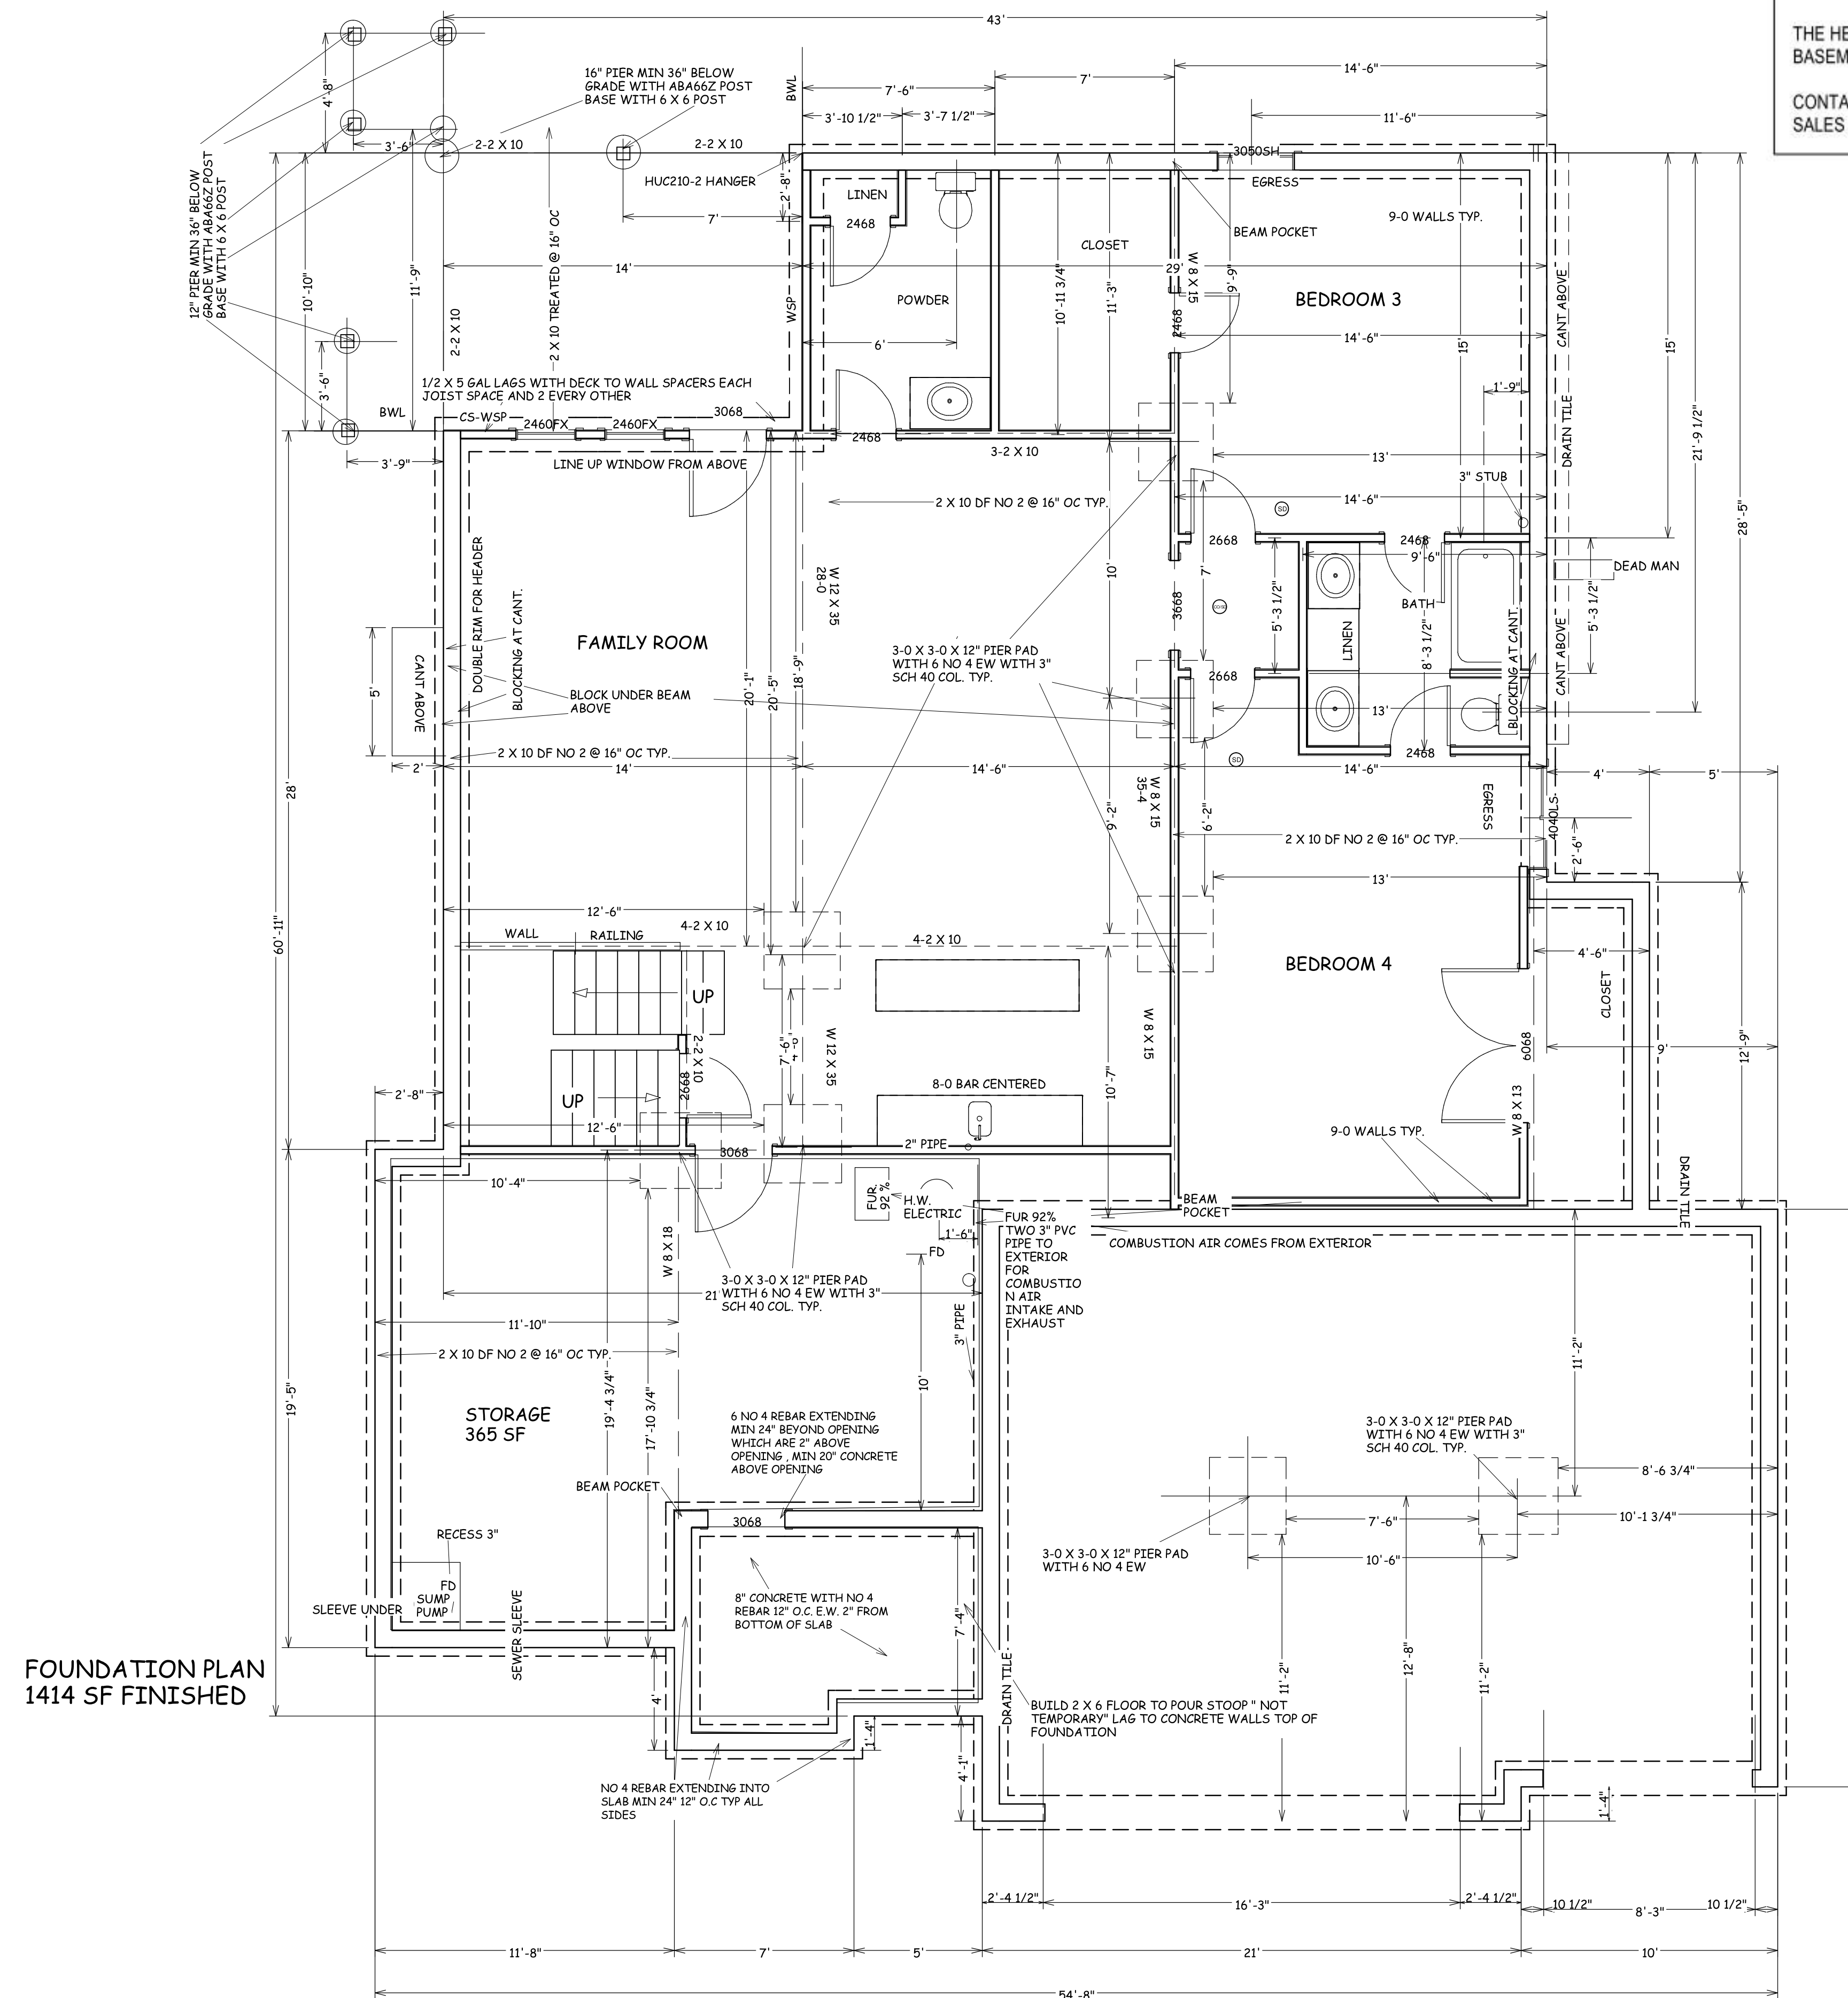 43'
THE HE
BASEM
CONTA
SALES
14'-6"
7'
16" PIER MIN 36" BELOW
GRADE WITH ABA66Z POST
BASE WITH 6 X 6 POST
BWL
7'-6"
4'-8"
3'-10 1/2"
3'-7 1/2"
11'-6"
3'-6"
2-2 X 10
2-2 X 10
3050SH
12" PIER MIN 36" BELOW
GRADE WITH ABA66Z POST
BASE WITH 6 X 6 POST
HUC210-2 HANGER
2'-8"
LINEN
EGRESS
2468
7'
9-0 WALLS TYP.
BEAM POCKET
CLOSET
2 X 10 TREATED @ 16" OC
14'
29'
W 8 X 15
9'-9"
10'-10"
11'-9"
WSP
POWDER
10'-11 3/4"
11'-3"
BEDROOM 3
CANT ABOVE
2-2 X 10
2468
6'
14'-6"
15'
15'
3'-6"
1/2 X 5 GAL LAGS WITH DECK TO WALL SPACERS EACH
JOIST SPACE AND 2 EVERY OTHER
1'-9"
21'-9 1/2"
DRAIN TILE
BWL
CS-WSP
3068
2460FX
2460FX
2468
3'-9"
LINE UP WINDOW FROM ABOVE
3-2 X 10
13'
3" STUB
2 X 10 DF NO 2 @ 16" OC TYP.
14'-6"
SD
28'-5"
2668
2468
9'-6"
DEAD MAN
DOUBLE RIM FOR HEADER
BLOCKING AT CANT.
W 12 X 35
28-0
10'
7'
3668
5'-3 1/2"
BATH
5'-3 1/2"
FAMILY ROOM
3-0 X 3-0 X 12" PIER PAD
WITH 6 NO 4 EW WITH 3"
SCH 40 COL. TYP.
LINEN
8'-3 1/2"
BLOCKING AT CANT.
CANT ABOVE
5'
CANT ABOVE
BLOCK UNDER BEAM
ABOVE
20'-1"
20'-5"
18'-9"
2668
13'
2 X 10 DF NO 2 @ 16" OC TYP.
SD
2468
2'
14'
14'-6"
14'-6"
4'
5'
28'
W 8 X 15
35-4
EGRESS
4040LS
9'-2"
9'-2"
2 X 10 DF NO 2 @ 16" OC TYP.
2'-6"
13'
12'-6"
60'-11"
WALL
RAILING
4-2 X 10
4-2 X 10
4'-6"
BEDROOM 4
CLOSET
UP
2-2 X 10
7'-6"
W 12 X 35
W 8 X 15
6068
9'
12'-9"
2'-8"
2668
8-0 BAR CENTERED
10'-7"
UP
12'-6"
W 8 X 13
9-0 WALLS TYP.
2" PIPE
3068
10'-4"
FUR.
92 %
H.W.
ELECTRIC
BEAM
POCKET
DRAIN TILE
FUR 92%
TWO 3" PVC
PIPE TO
EXTERIOR
FOR
COMBUSTIO
N AIR
INTAKE AND
EXHAUST
1'-6"
FD
COMBUSTION AIR COMES FROM EXTERIOR
W 8 X 18
3-0 X 3-0 X 12" PIER PAD
WITH 6 NO 4 EW WITH 3"
SCH 40 COL. TYP.
21'
11'-10"
3" PIPE
11'-2"
2 X 10 DF NO 2 @ 16" OC TYP.
19'-5"
19'-4 3/4"
17'-10 3/4"
10'
STORAGE
365 SF
6 NO 4 REBAR EXTENDING
MIN 24" BEYOND OPENING
WHICH ARE 2" ABOVE
OPENING , MIN 20" CONCRETE
ABOVE OPENING
3-0 X 3-0 X 12" PIER PAD
WITH 6 NO 4 EW WITH 3"
SCH 40 COL. TYP.
8'-6 3/4"
BEAM POCKET
3068
7'-6"
10'-1 3/4"
RECESS 3"
3-0 X 3-0 X 12" PIER PAD
WITH 6 NO 4 EW
10'-6"
FD
SUMP
PUMP
SLEEVE UNDER
SEWER SLEEVE
8" CONCRETE WITH NO 4
REBAR 12" O.C. E.W. 2" FROM
BOTTOM OF SLAB
7'-4"
FOUNDATION PLAN
1414 SF FINISHED
4'
DRAIN TILE
11'-2"
12'-8"
11'-2"
BUILD 2 X 6 FLOOR TO POUR STOOP " NOT
TEMPORARY" LAG TO CONCRETE WALLS TOP OF
FOUNDATION
1'-4"
4'-1"
NO 4 REBAR EXTENDING INTO
SLAB MIN 24" 12" O.C TYP ALL
SIDES
1'-4"
2'-4 1/2"
16'-3"
2'-4 1/2"
10 1/2"
8'-3"
10 1/2"
11'-8"
7'
5'
21'
10'
54'-8"